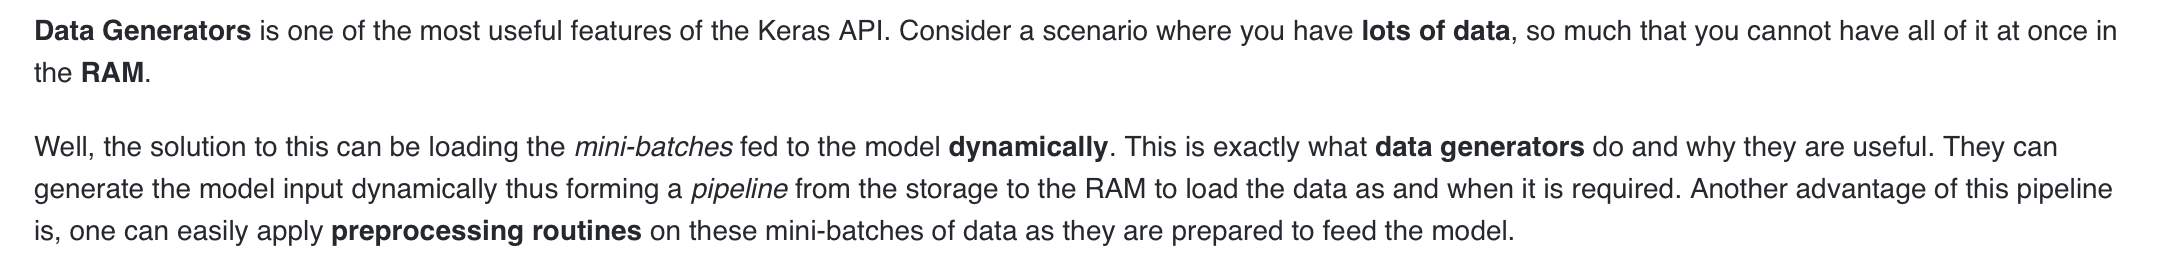 Data Generators is one of the most useful features of the Keras API. Consider a scenario where you have lots of data, so much that you cannot have all of it at once in
the RAM.
Well, the solution to this can be loading the mini-batches fed to the model dynamically. This is exactly what data generators do and why they are useful. They can
generate the model input dynamically thus forming a pipeline from the storage to the RAM to load the data as and when it is required. Another advantage of this pipeline
is, one can easily apply preprocessing routines on these mini-batches of data as they are prepared to feed the model.